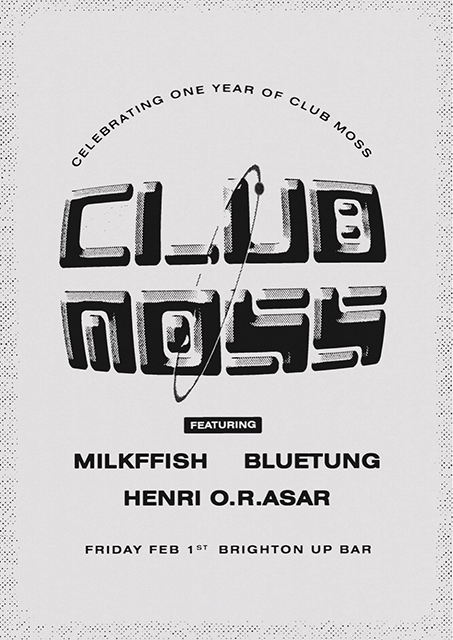 CELEBRATING ONE YEAR OF CLUB MOSS
CLUB
MOSS
FEATURING
MILKFFISH BLUETUNG
HENRI O.R.ASAR
FRIDAY FEB 1ST BRIGHTON UP BAR